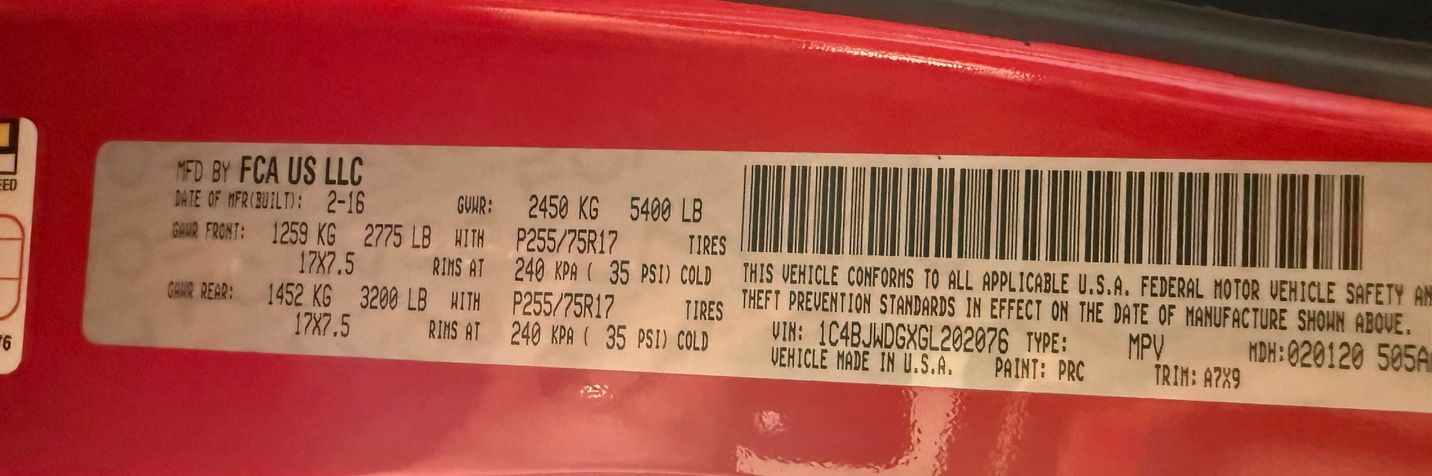 EED
76
MFD BY FCA US LLC
DATE OF MFR(BUILT): 2-16 GVWR: 2450 KG 5400 LB
GAWR FRONT: 1259 KG 2775 LB WITH P255/75R17 TIRES
17X7.5 RIMS AT 240 KPA ( 35 PSI) COLD
GAWR REAR: 1452 KG 3200 LB WITH P255/75R17 TIRES
17X7.5 RIMS AT 240 KPA ( 35 PSI) COLD
THIS VEHICLE CONFORMS TO ALL APPLICABLE U.S.A. FEDERAL MOTOR VEHICLE SAFETY AN
THEFT PREVENTION STANDARDS IN EFFECT ON THE DATE OF MANUFACTURE SHOWN ABOVE.
VIN: 1C4BJWDGXGL202076 TYPE: MPV MDH:020120 505A
VEHICLE MADE IN U.S.A. PAINT: PRC TRIM: A7X9